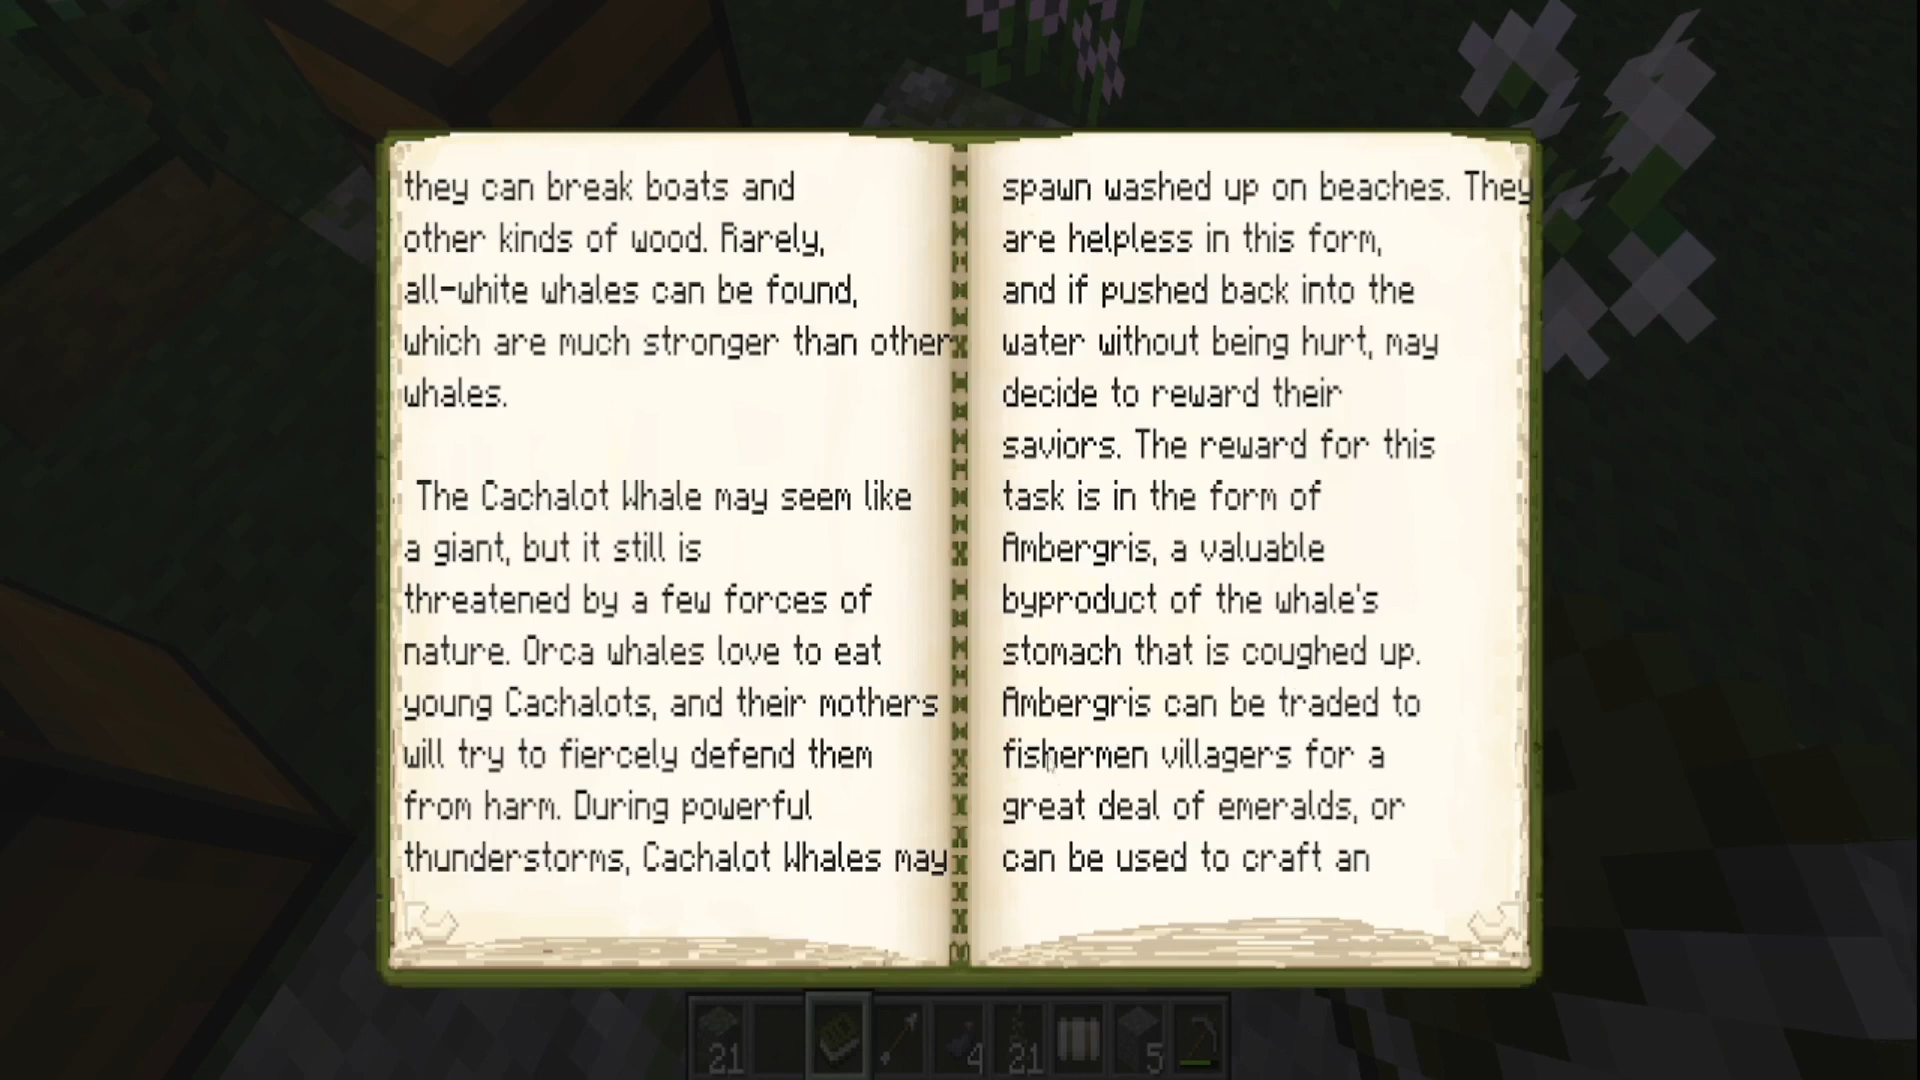 they can break boats and
other kinds of wood. Rarely,
all-white whales can be found,
which are much stronger than other
whales.
The Cachalot Whale may seem like
a giant, but it still is
threatened by a few forces of
nature. Orca whales love to eat
young Cachalots, and their mothers
will try to fiercely defend them
from harm. During powerful
thunderstorms, Cachalot Whales may
spawn washed up on beaches. They
are helpless in this form,
and if pushed back into the
water without being hurt, may
decide to reward their
saviors. The reward for this
task is in the form of
Ambergris, a valuable
byproduct of the whale's
stomach that is coughed up.
Ambergris can be traded to
fishermen villagers for a
great deal of emeralds, or
can be used to craft an
21 4 21 5